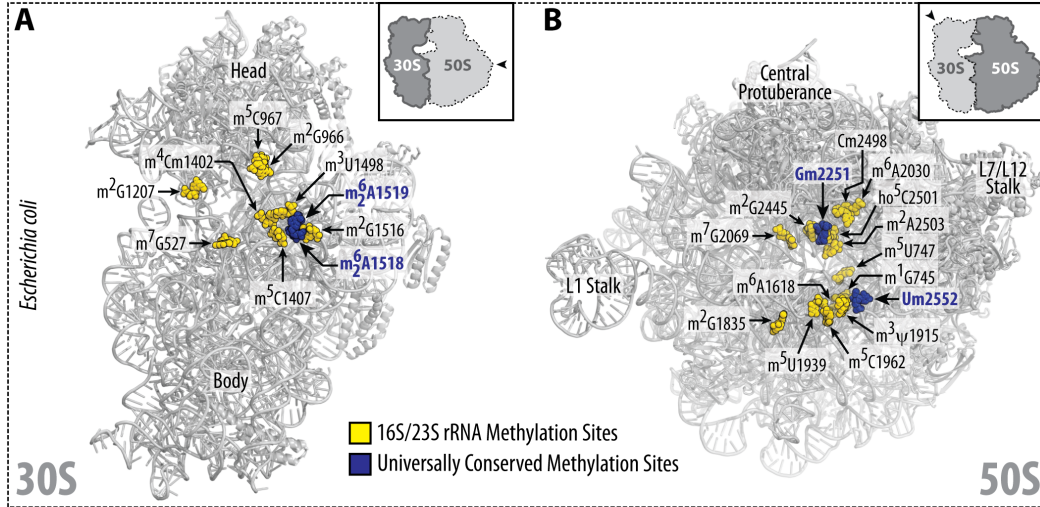 A
Escherichia coli
Head
m⁵C967
m²G966
m⁴Cm1402
m³U1498
m²G1207
m⁶₂A1519
m²G1516
m⁷G527
m⁶₂A1518
m⁵C1407
Body
30S
30S
50S
16S/23S rRNA Methylation Sites
Universally Conserved Methylation Sites
B
Central
Protuberance
30S
50S
Cm2498
Gm2251
m⁶A2030
L7/L12
Stalk
ho⁵C2501
m²G2445
m²A2503
m⁷G2069
m⁵U747
m¹G745
m⁶A1618
L1 Stalk
Um2552
m²G1835
m³ψ1915
m⁵U1939
m⁵C1962
50S